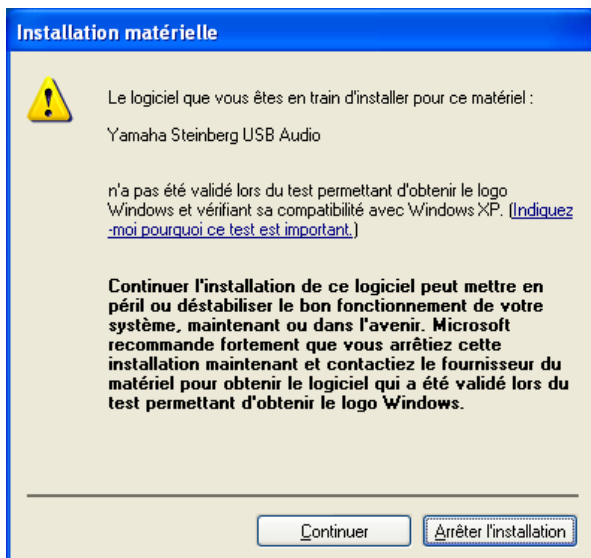 Installation matérielle
Le logiciel que vous êtes en train d'installer pour ce matériel :
Yamaha Steinberg USB Audio
n'a pas été validé lors du test permettant d'obtenir le logo
Windows et vérifiant sa compatibilité avec Windows XP. (Indiquez
-moi pourquoi ce test est important.)
Continuer l'installation de ce logiciel peut mettre en
péril ou déstabiliser le bon fonctionnement de votre
système, maintenant ou dans l'avenir. Microsoft
recommande fortement que vous arrêtiez cette
installation maintenant et contactiez le fournisseur du
matériel pour obtenir le logiciel qui a été validé lors du
test permettant d'obtenir le logo Windows.
Continuer
Arrêter l'installation